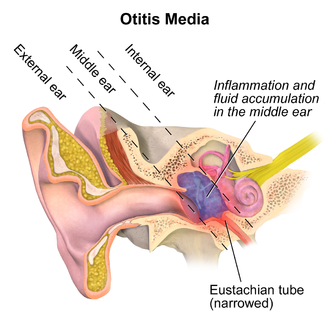 Otitis Media
External ear
Middle ear
Internal ear
Inflammation and
fluid accumulation
in the middle ear
Eustachian tube
(narrowed)